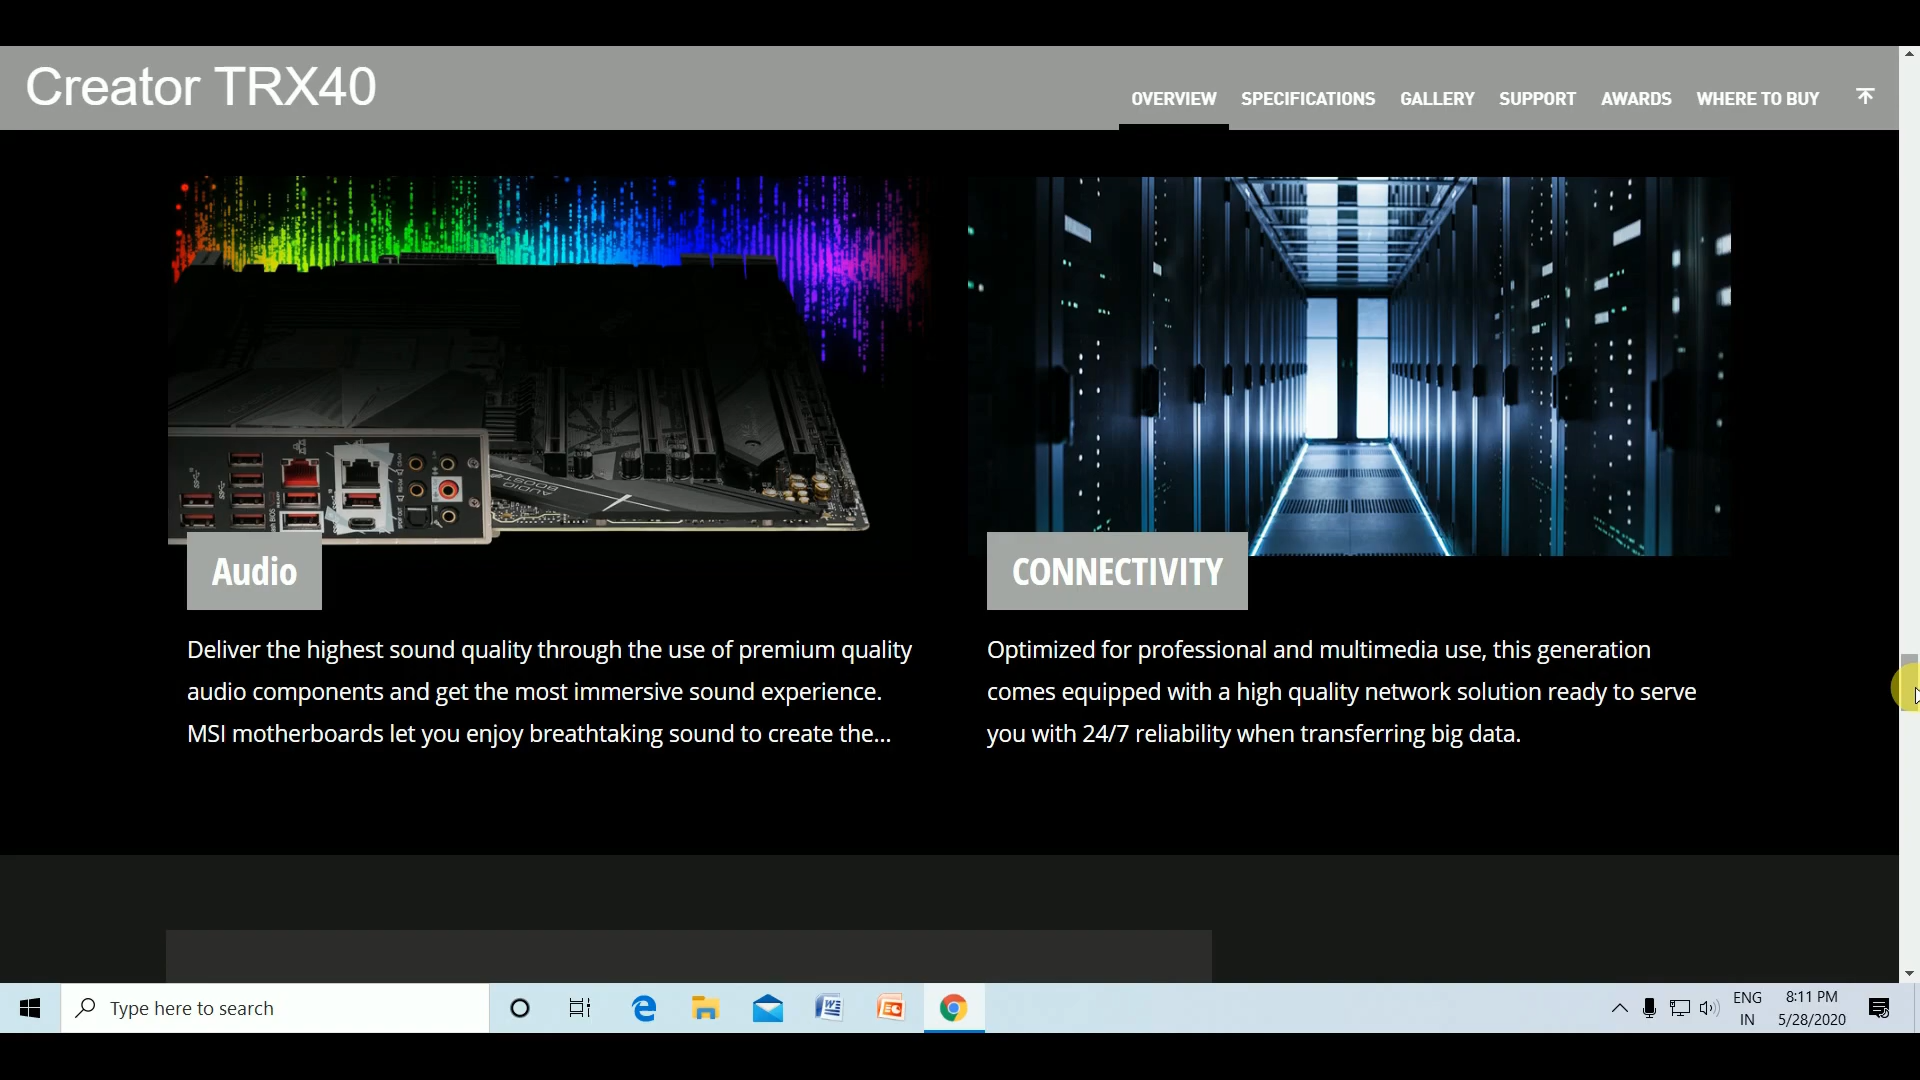 Creator TRX40
OVERVIEW SPECIFICATIONS GALLERY SUPPORT AWARDS WHERE TO BUY
AUDIO
BOOST
Audio
CONNECTIVITY
Deliver the highest sound quality through the use of premium quality
audio components and get the most immersive sound experience.
MSI motherboards let you enjoy breathtaking sound to create the...
Optimized for professional and multimedia use, this generation
comes equipped with a high quality network solution ready to serve
you with 24/7 reliability when transferring big data.
Type here to search
ENG
IN
8:11 PM
5/28/2020